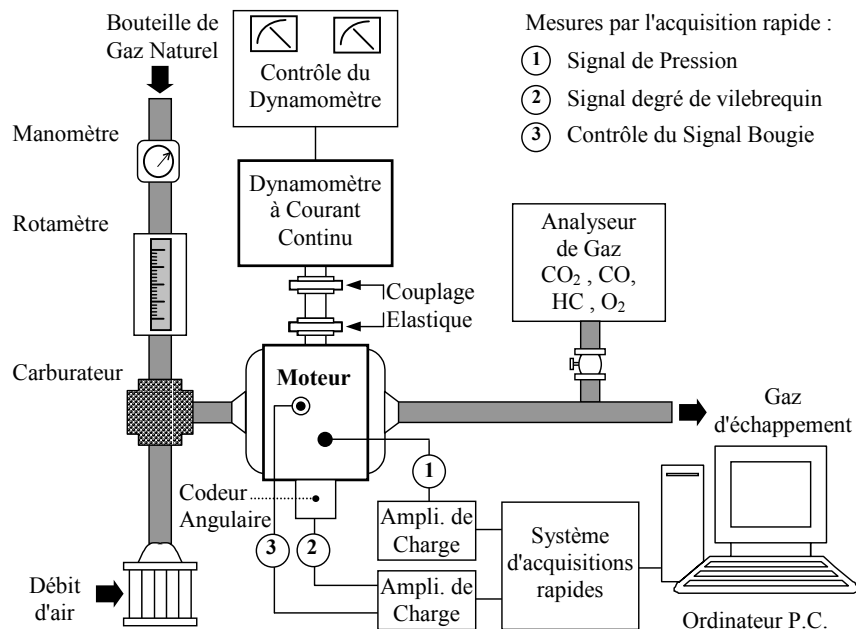 Bouteille de
Gaz Naturel
Manomètre
Rotamètre
Carburateur
Débit
d'air
Contrôle du
Dynamomètre
Dynamomètre
à Courant
Continu
Couplage
Elastique
Moteur
Codeur
Angulaire
3
2
1
Ampli. de
Charge
Ampli. de
Charge
Système
d'acquisitions
rapides
Mesures par l'acquisition rapide :
1 Signal de Pression
2 Signal degré de vilebrequin
3 Contrôle du Signal Bougie
Analyseur
de Gaz
CO₂ , CO,
HC , O₂
Gaz
d'échappement
Ordinateur P.C.